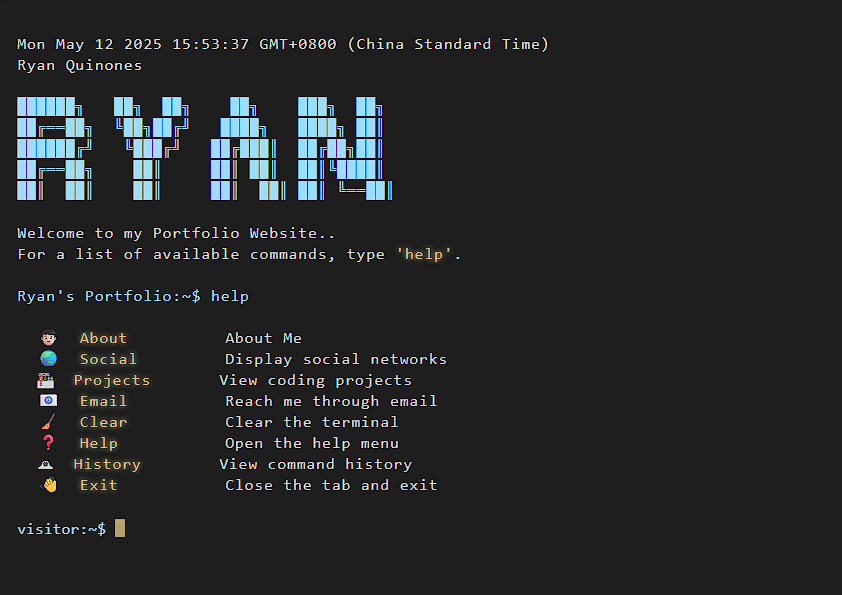 Mon May 12 2025 15:53:37 GMT+0800 (China Standard Time)
Ryan Quinones
RYAN
Welcome to my Portfolio Website..
For a list of available commands, type 'help'.
Ryan's Portfolio:~$ help
About About Me
Social Display social networks
Projects View coding projects
Email Reach me through email
Clear Clear the terminal
Help Open the help menu
History View command history
Exit Close the tab and exit
visitor:~$